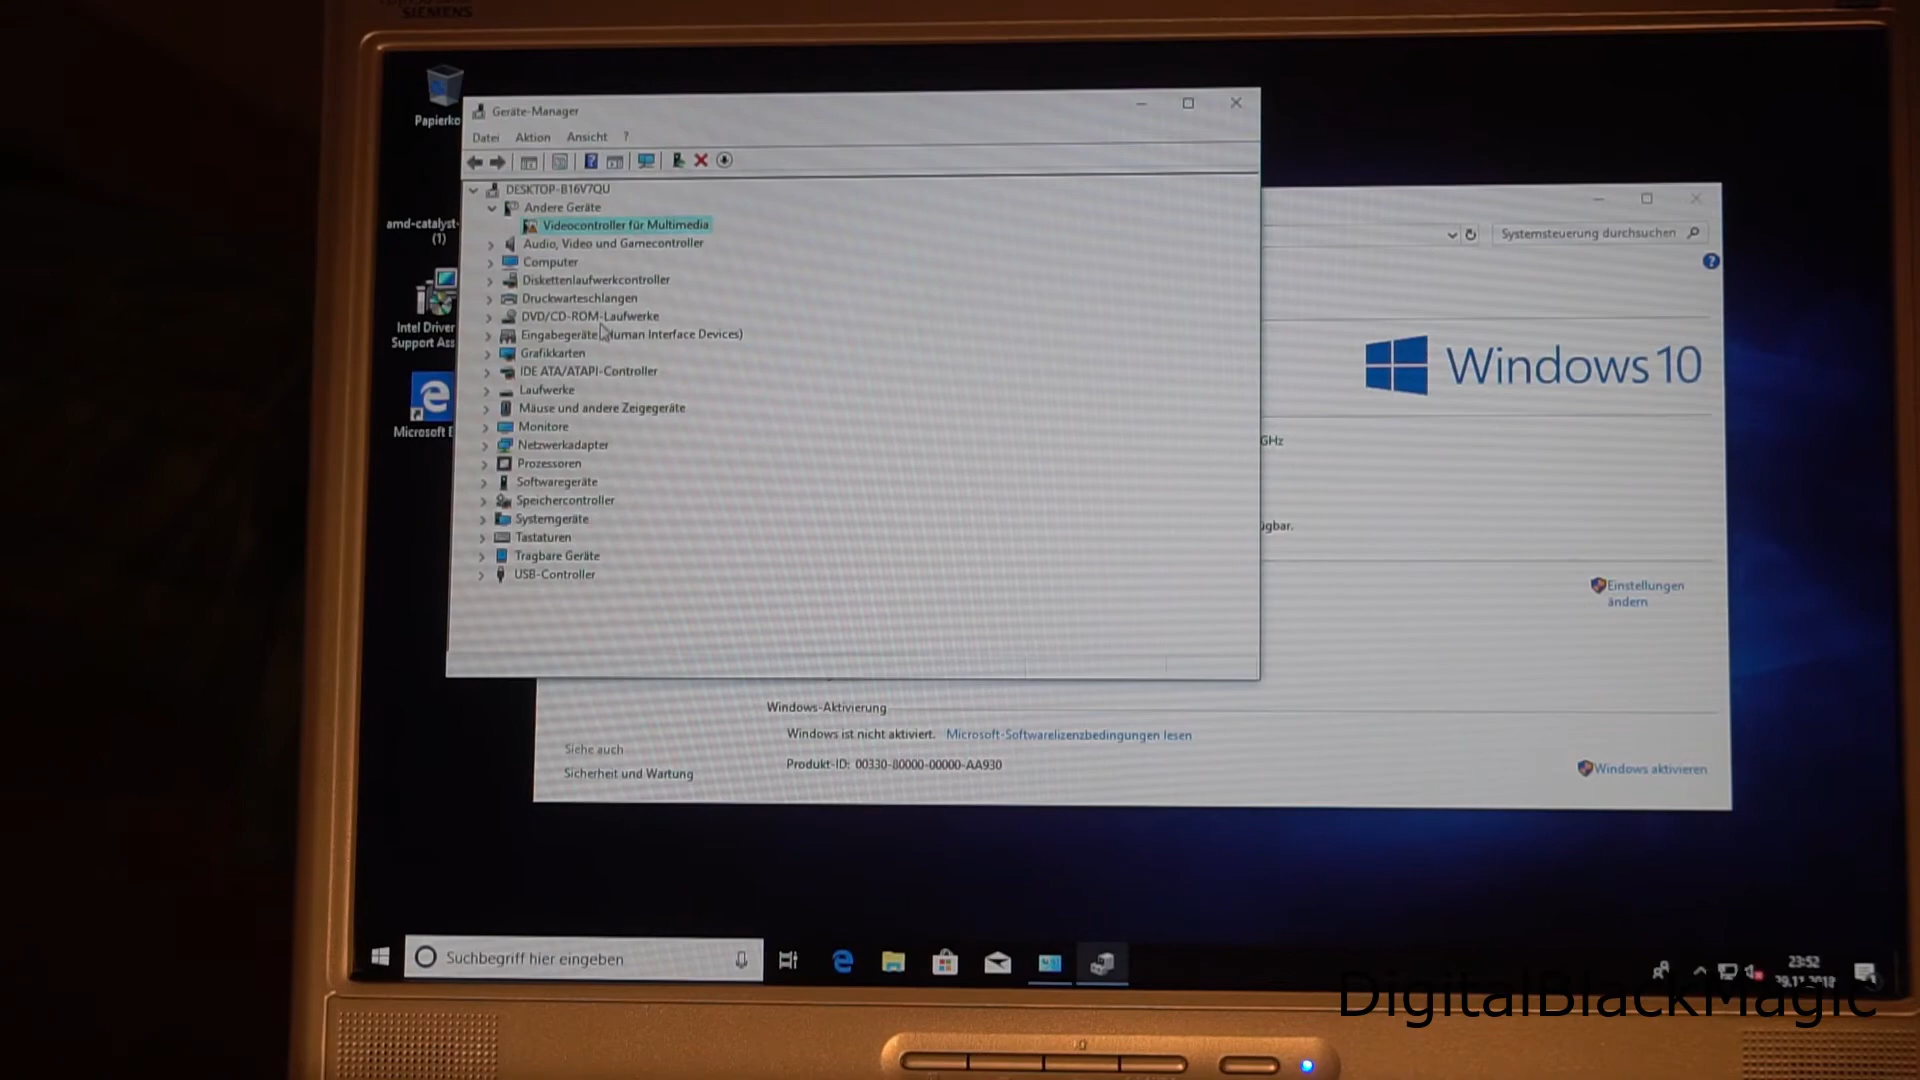 SIEMENS
Papierko
amd-catalyst-
(1)
Intel Driver
Support Ass
Microsoft E
Geräte-Manager
Datei Aktion Ansicht ?
DESKTOP-B16V7QU
Andere Geräte
Videocontroller für Multimedia
Audio, Video und Gamecontroller
Computer
Diskettenlaufwerkcontroller
Druckwarteschlangen
DVD/CD-ROM-Laufwerke
Eingabegeräte (Human Interface Devices)
Grafikkarten
IDE ATA/ATAPI-Controller
Laufwerke
Mäuse und andere Zeigegeräte
Monitore
Netzwerkadapter
Prozessoren
Softwaregeräte
Speichercontroller
Systemgeräte
Tastaturen
Tragbare Geräte
USB-Controller
Systemsteuerung durchsuchen
Windows 10
GHz
ügbar.
Einstellungen
ändern
Windows-Aktivierung
Windows ist nicht aktiviert. Microsoft-Softwarelizenzbedingungen lesen
Produkt-ID: 00330-80000-00000-AA930
Siehe auch
Sicherheit und Wartung
Windows aktivieren
Suchbegriff hier eingeben
23:52
DigitalBlackMagic